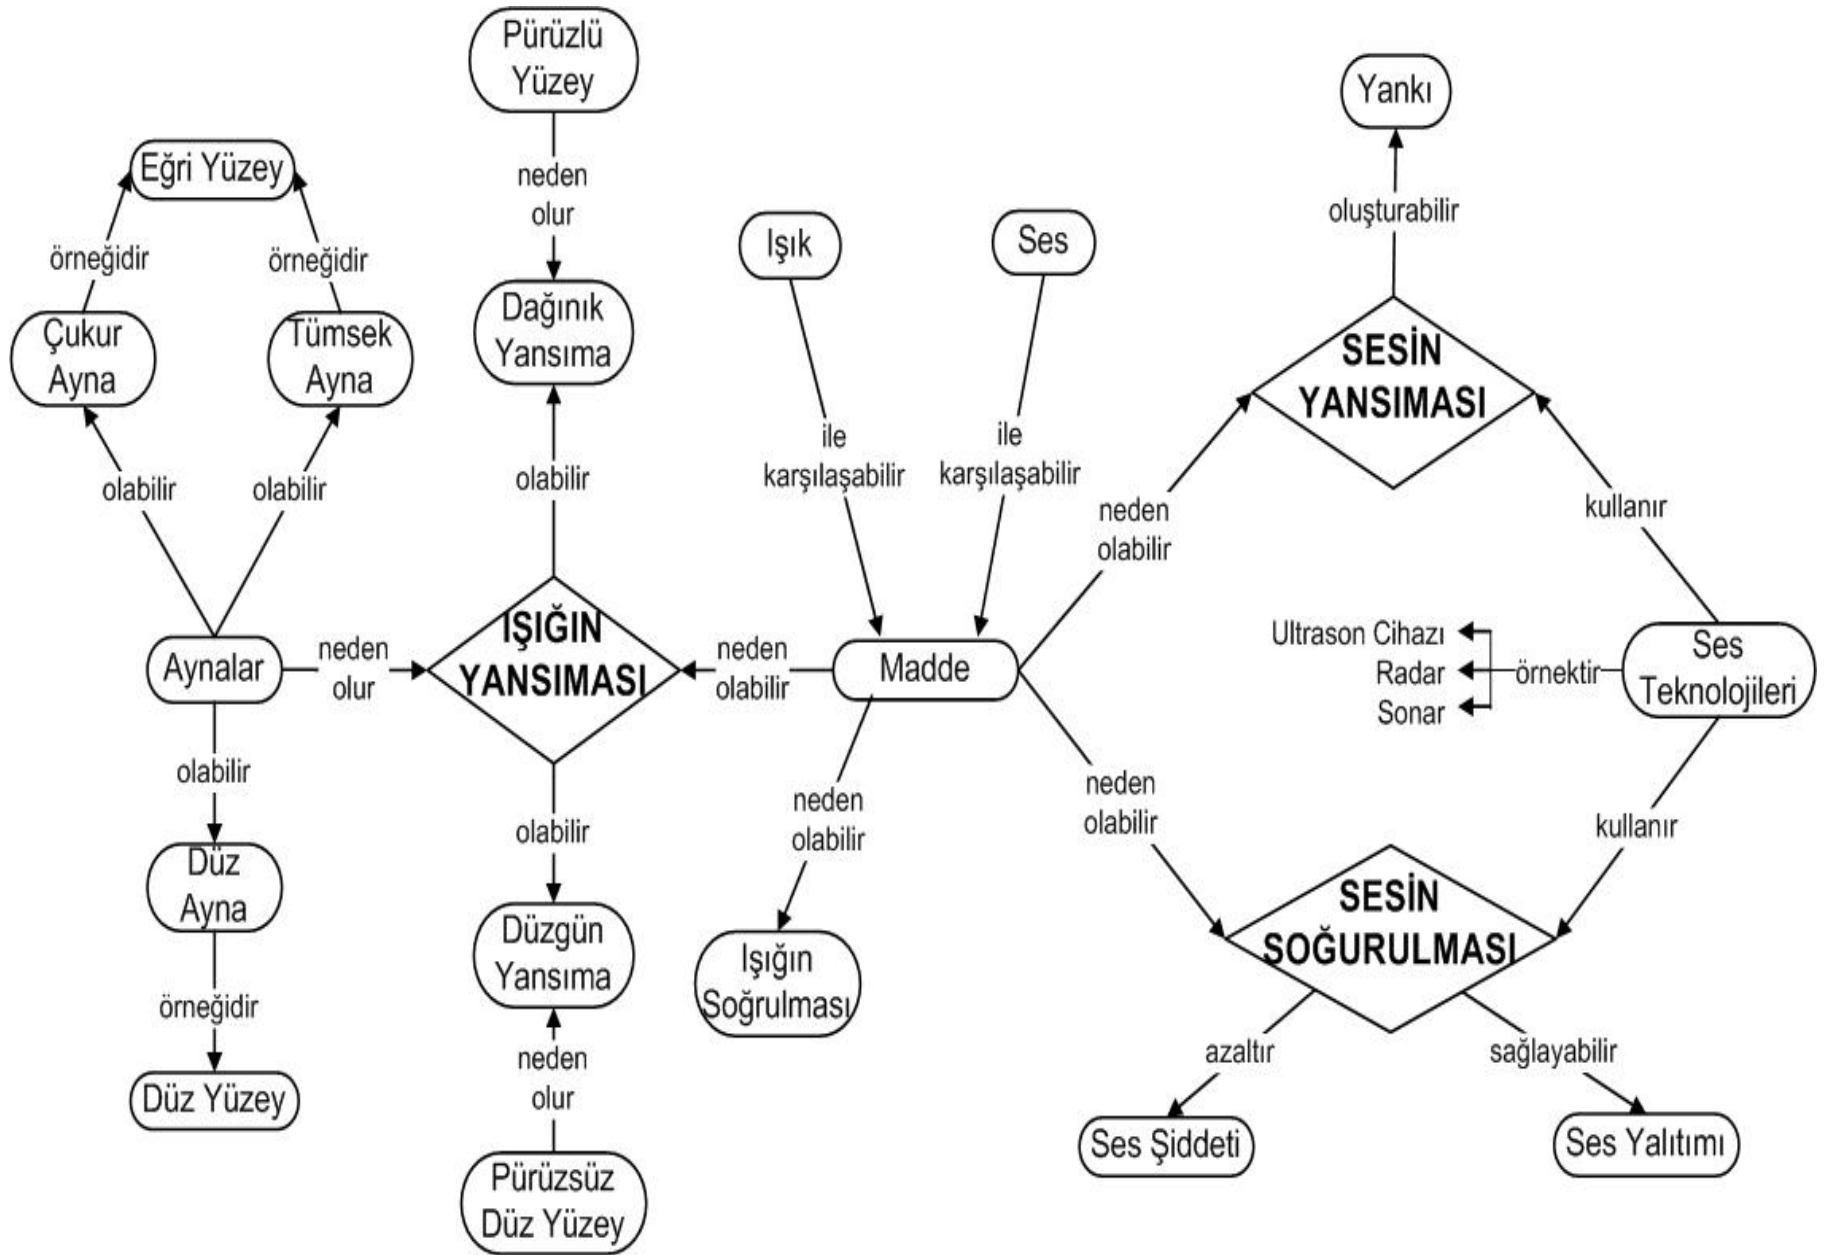 Pürüzlü
Yüzey
neden
olur
Dağınık
Yansıma
olabilir
Eğri Yüzey
örneğidir
örneğidir
Çukur
Ayna
Tümsek
Ayna
olabilir
olabilir
Aynalar
neden
olur
IŞIĞIN
YANSIMASI
neden
olabilir
Madde
olabilir
Düz
Ayna
örneğidir
Düz Yüzey
olabilir
Düzgün
Yansıma
neden
olur
Pürüzsüz
Düz Yüzey
Işık
ile
karşılaşabilir
Ses
ile
karşılaşabilir
neden
olabilir
Işığın
Soğrulması
neden
olabilir
SESİN
YANSIMASI
oluşturabilir
Yankı
kullanır
Ses
Teknolojileri
örnektir
Ultrason Cihazı
Radar
Sonar
kullanır
neden
olabilir
SESİN
SOĞURULMASI
azaltır
Ses Şiddeti
sağlayabilir
Ses Yalıtımı